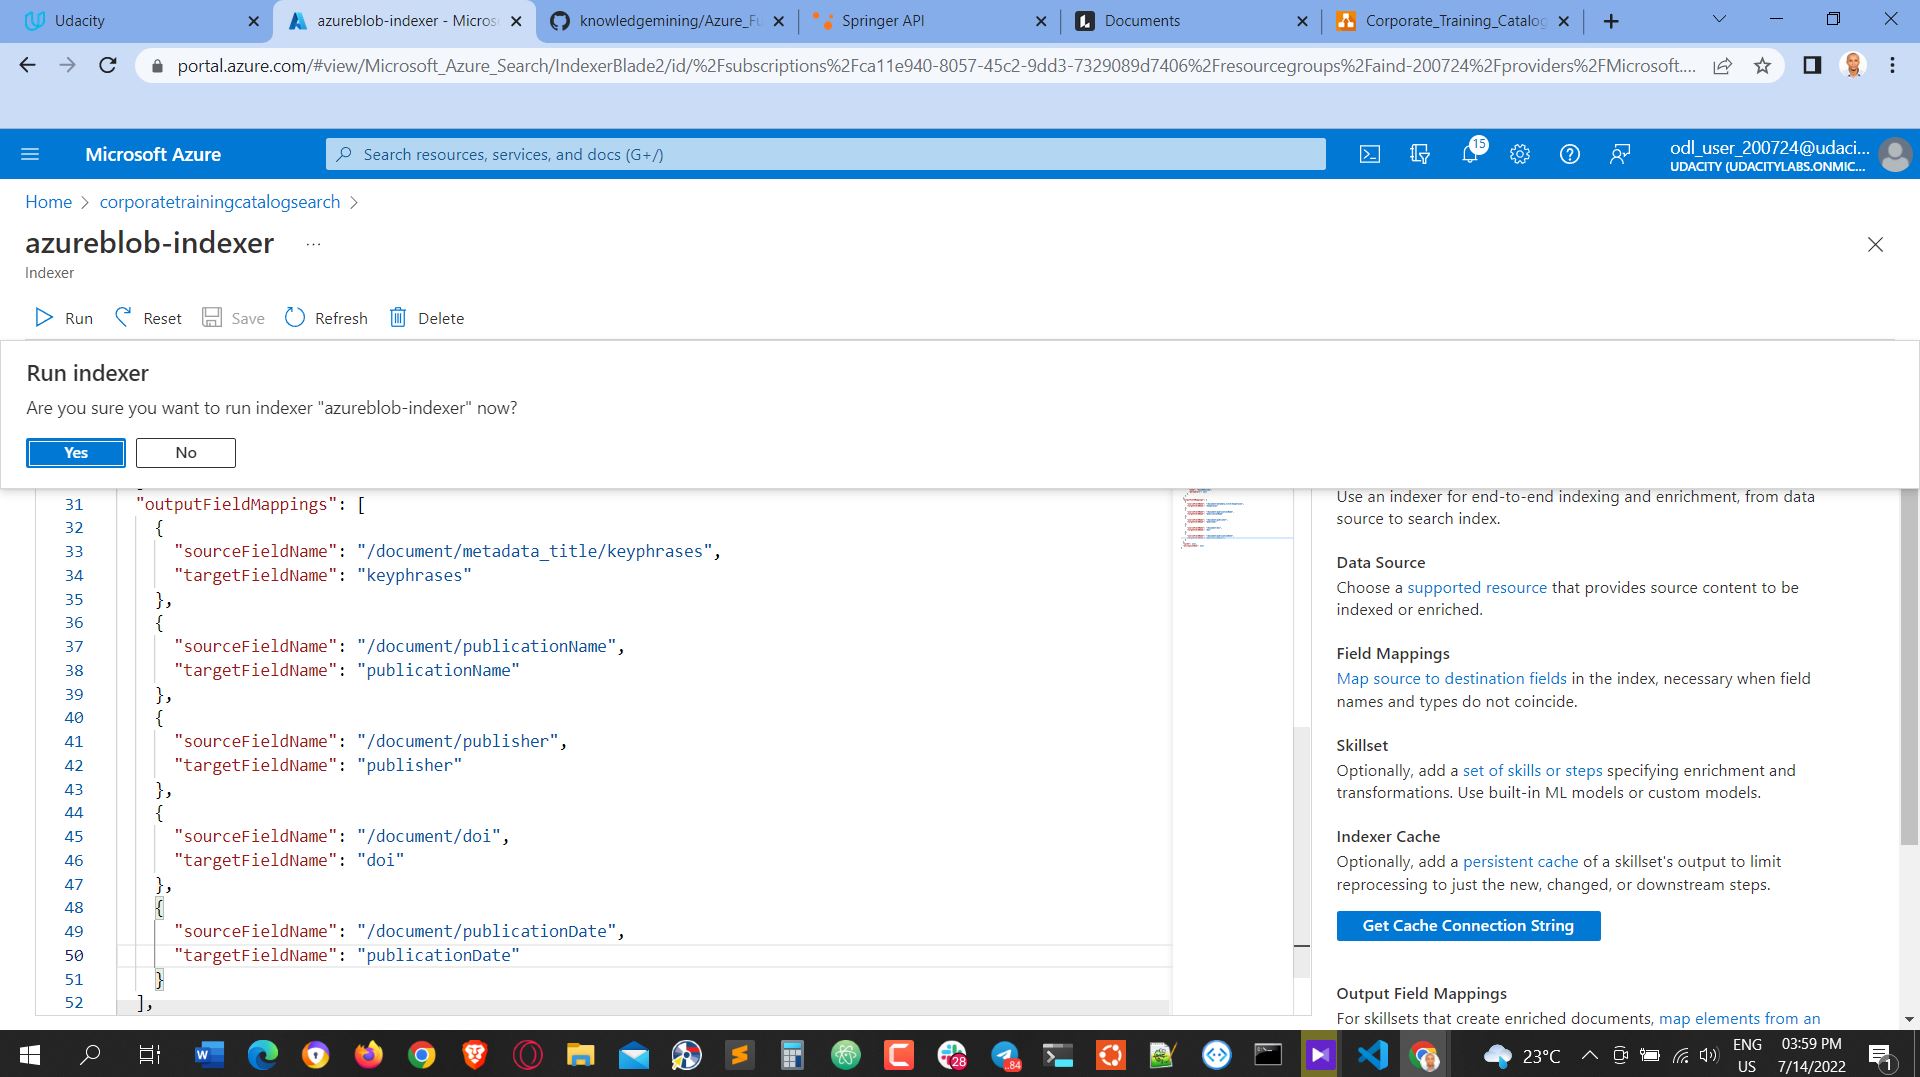 Udacity
azureblob-indexer - Micros
knowledgemining/Azure_Fu
Springer API
Documents
Corporate_Training_Catalog
portal.azure.com/#view/Microsoft_Azure_Search/IndexerBlade2/id/%2Fsubscriptions%2Fca11e940-8057-45c2-9dd3-7329089d7406%2Fresourcegroups%2Faind-200724%2Fproviders%2FMicrosoft....
Microsoft Azure
Search resources, services, and docs (G+/)
15
odl_user_200724@udaci...
UDACITY (UDACITYLABS.ONMIC...
Home > corporatetrainingcatalogsearch >
azureblob-indexer ...
Indexer
Run Reset Save Refresh Delete
Run indexer
Are you sure you want to run indexer "azureblob-indexer" now?
Yes No
31 "outputFieldMappings": [
32 {
33 "sourceFieldName": "/document/metadata_title/keyphrases",
34 "targetFieldName": "keyphrases"
35 },
36 {
37 "sourceFieldName": "/document/publicationName",
38 "targetFieldName": "publicationName"
39 },
40 {
41 "sourceFieldName": "/document/publisher",
42 "targetFieldName": "publisher"
43 },
44 {
45 "sourceFieldName": "/document/doi",
46 "targetFieldName": "doi"
47 },
48 {
49 "sourceFieldName": "/document/publicationDate",
50 "targetFieldName": "publicationDate"
51 }
52 ],
Use an indexer for end-to-end indexing and enrichment, from data
source to search index.
Data Source
Choose a supported resource that provides source content to be
indexed or enriched.
Field Mappings
Map source to destination fields in the index, necessary when field
names and types do not coincide.
Skillset
Optionally, add a set of skills or steps specifying enrichment and
transformations. Use built-in ML models or custom models.
Indexer Cache
Optionally, add a persistent cache of a skillset's output to limit
reprocessing to just the new, changed, or downstream steps.
Get Cache Connection String
Output Field Mappings
For skillsets that create enriched documents, map elements from an
28
84
23°C
ENG
US
03:59 PM
7/14/2022
1